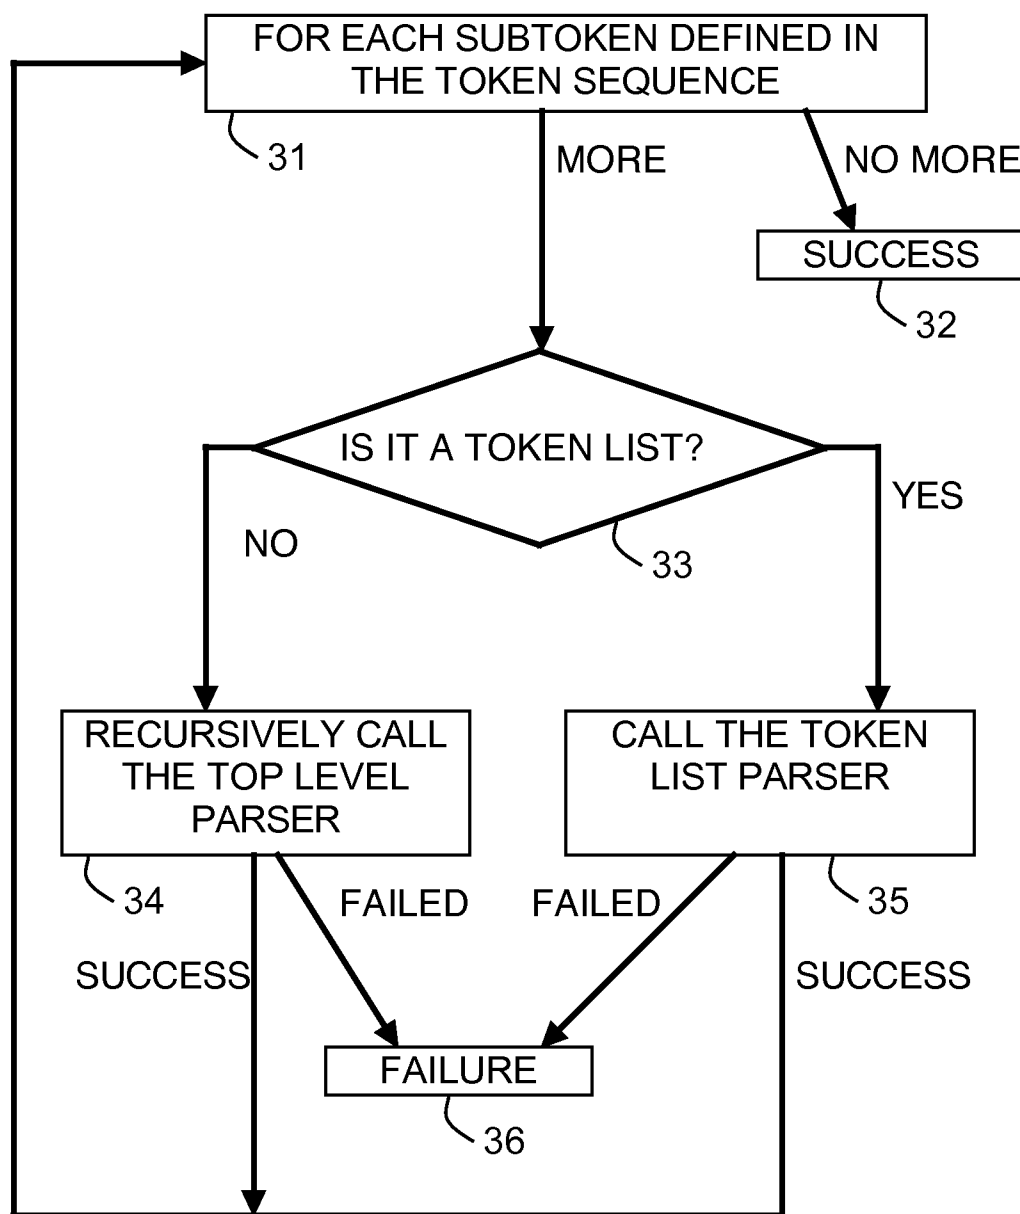 FOR EACH SUBTOKEN DEFINED IN
THE TOKEN SEQUENCE
31
MORE
NO MORE
SUCCESS
32
IS IT A TOKEN LIST?
YES
NO
33
RECURSIVELY CALL
THE TOP LEVEL
PARSER
CALL THE TOKEN
LIST PARSER
34
FAILED
FAILED
35
SUCCESS
SUCCESS
FAILURE
36